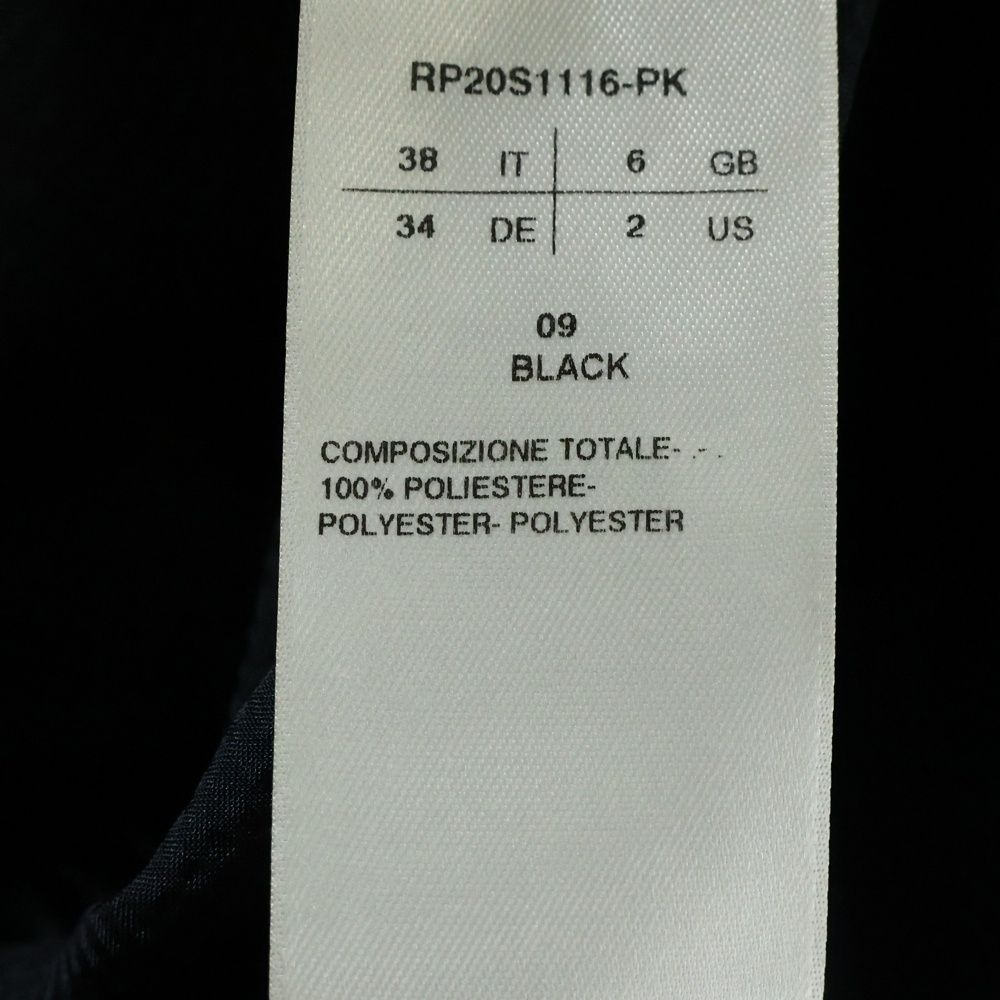 RP20S1116-PK
38 IT 6 GB
34 DE 2 US
09
BLACK
COMPOSIZIONE TOTALE- .- .
100% POLIESTERE-
POLYESTER- POLYESTER